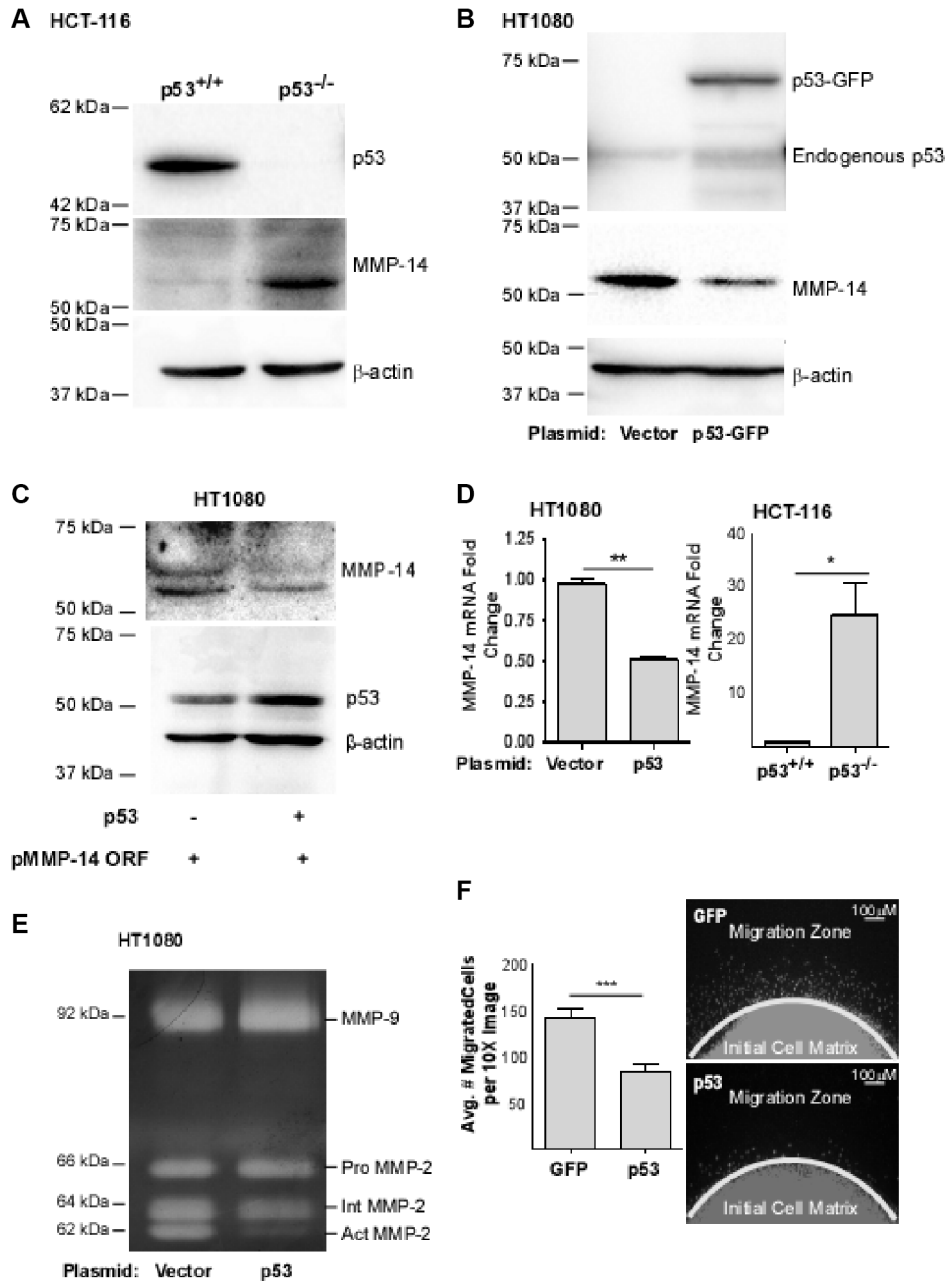 A HCT-116
p53+/+ p53-/-
62 kDa
p53
42 kDa
75 kDa
MMP-14
50 kDa
50 kDa
β-actin
37 kDa
B HT1080
75 kDa
p53-GFP
50 kDa
Endogenous p53
37 kDa
75 kDa
50 kDa
MMP-14
50 kDa
β-actin
37 kDa
Plasmid: Vector p53-GFP
C
HT1080
75 kDa
MMP-14
50 kDa
75 kDa
50 kDa
p53
β-actin
37 kDa
p53 - +
pMMP-14 ORF + +
D
HT1080
MMP-14 mRNA Fold
Change
1.25
1.00
0.75
0.50
0.25
0.00
**
Plasmid: Vector p53
HCT-116
MMP-14 mRNA Fold
Change
40
30
20
10
*
p53+/+ p53-/-
E
HT1080
92 kDa
MMP-9
66 kDa
Pro MMP-2
64 kDa
Int MMP-2
62 kDa
Act MMP-2
Plasmid: Vector p53
F
Avg. # MigratedCells
per 10X Image
200
150
100
50
***
GFP p53
GFP
100 µM
Migration Zone
Initial Cell Matrix
p53
100 µM
Migration Zone
Initial Cell Matrix